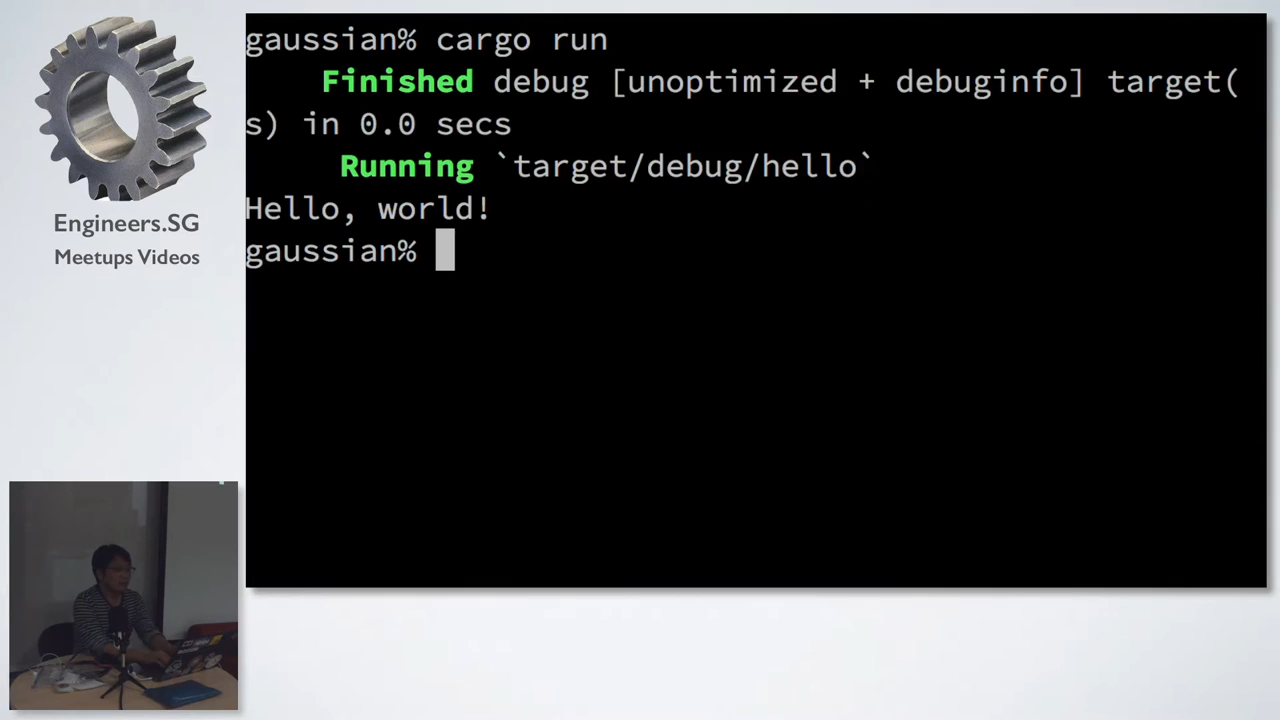 Engineers.SG
Meetups Videos
gaussian% cargo run
Finished debug [unoptimized + debuginfo] target(
s) in 0.0 secs
Running `target/debug/hello`
Hello, world!
gaussian%